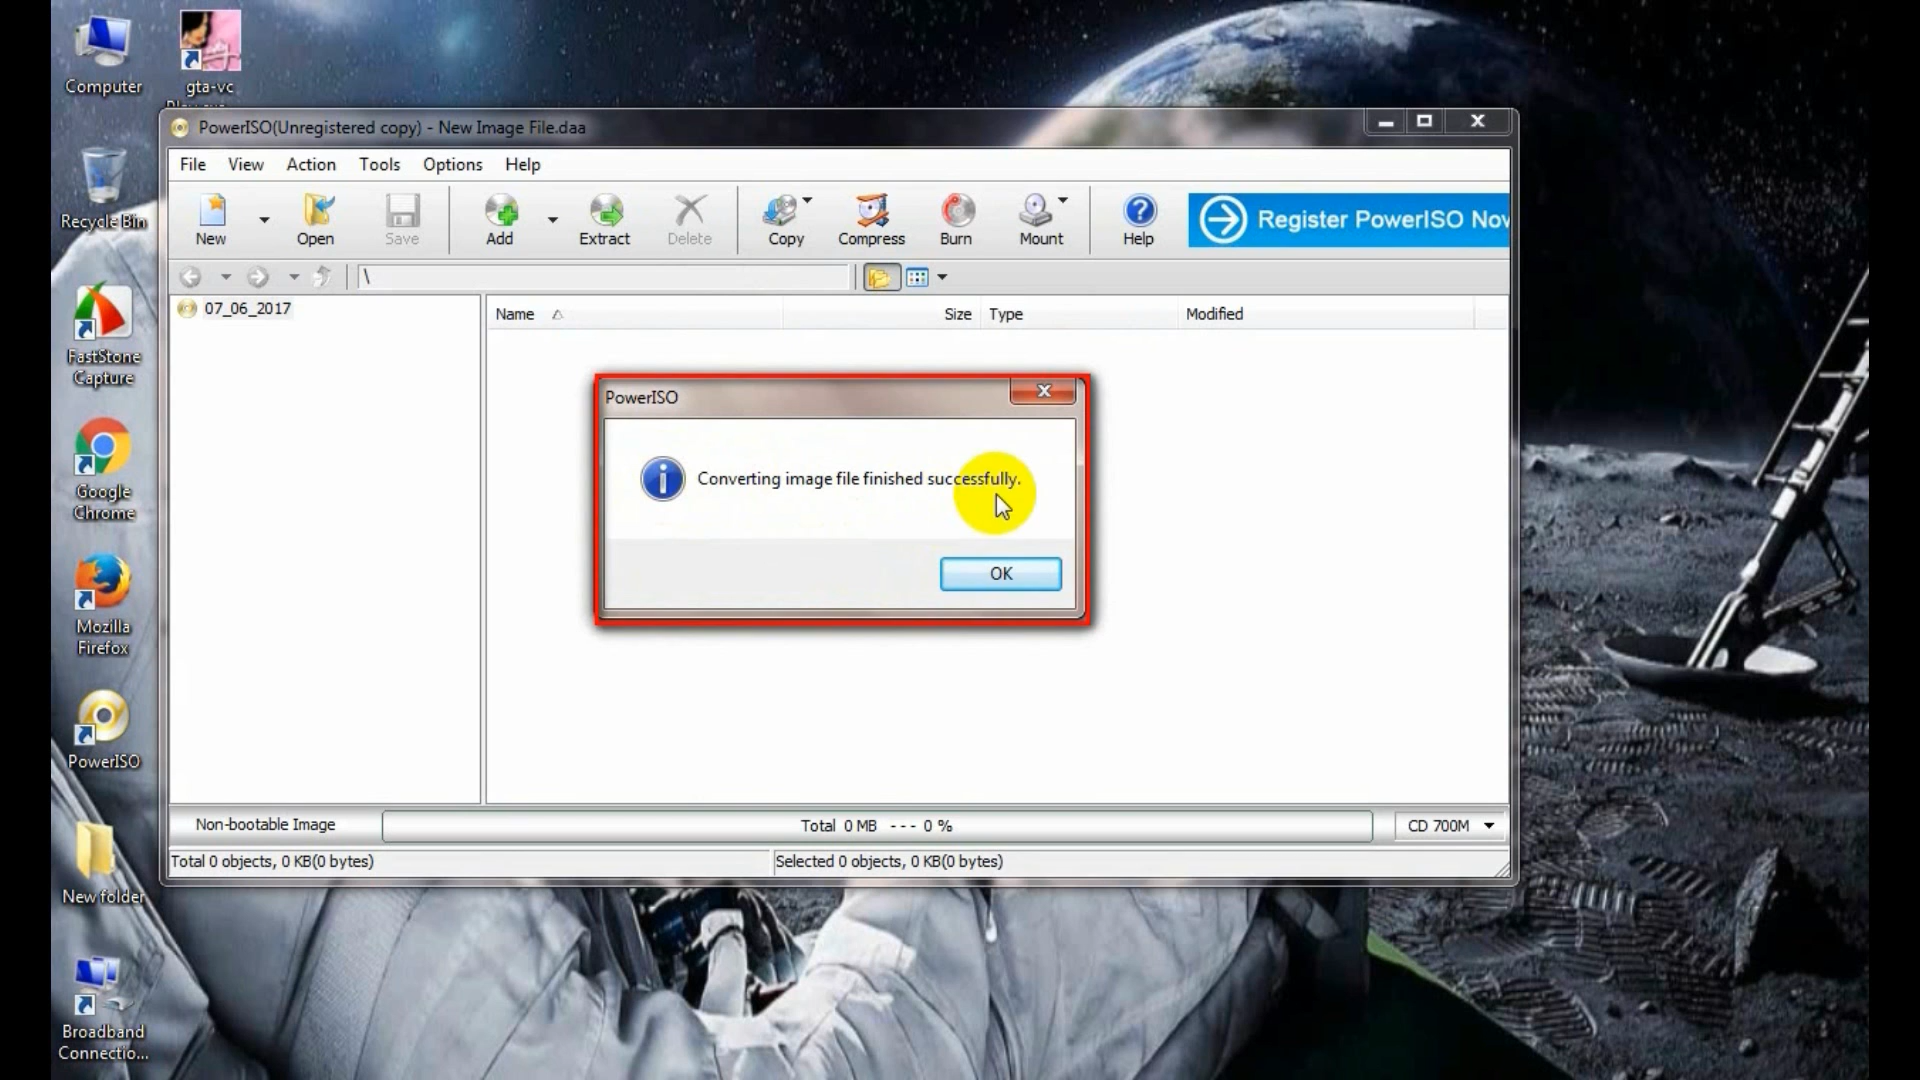 Computer
gta-vc
Recycle Bin
FastStone
Capture
Google
Chrome
Mozilla
Firefox
PowerISO
New folder
Broadband
Connectio...
PowerISO(Unregistered copy) - New Image File.daa
File View Action Tools Options Help
New Open Save Add Extract Delete Copy Compress Burn Mount Help Register PowerISO Nov
\
07_06_2017
Name Size Type Modified
PowerISO
Converting image file finished successfully.
OK
Non-bootable Image Total 0 MB --- 0 % CD 700M
Total 0 objects, 0 KB(0 bytes) Selected 0 objects, 0 KB(0 bytes)